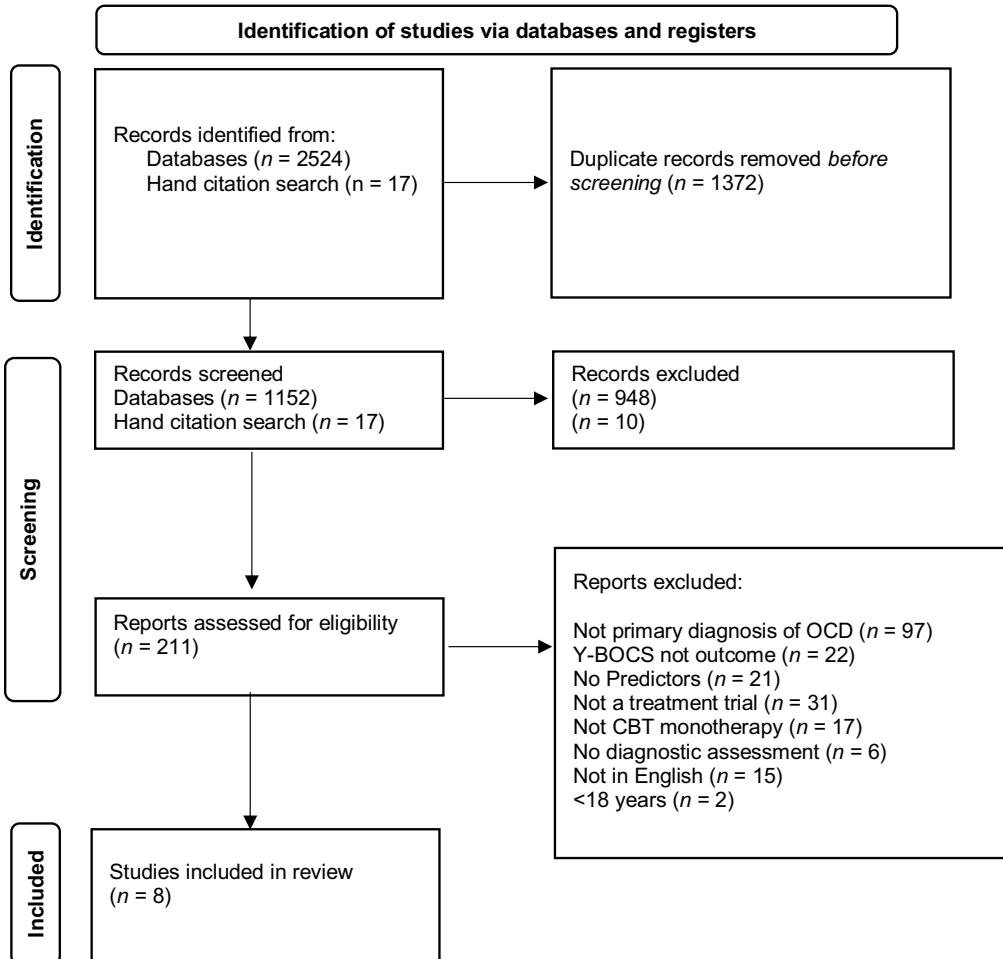 Identification of studies via databases and registers
Identification
Records identified from:
Databases (n = 2524)
Hand citation search (n = 17)
Duplicate records removed before
screening (n = 1372)
Screening
Records screened
Databases (n = 1152)
Hand citation search (n = 17)
Records excluded
(n = 948)
(n = 10)
Reports assessed for eligibility
(n = 211)
Reports excluded:
Not primary diagnosis of OCD (n = 97)
Y-BOCS not outcome (n = 22)
No Predictors (n = 21)
Not a treatment trial (n = 31)
Not CBT monotherapy (n = 17)
No diagnostic assessment (n = 6)
Not in English (n = 15)
<18 years (n = 2)
Included
Studies included in review
(n = 8)